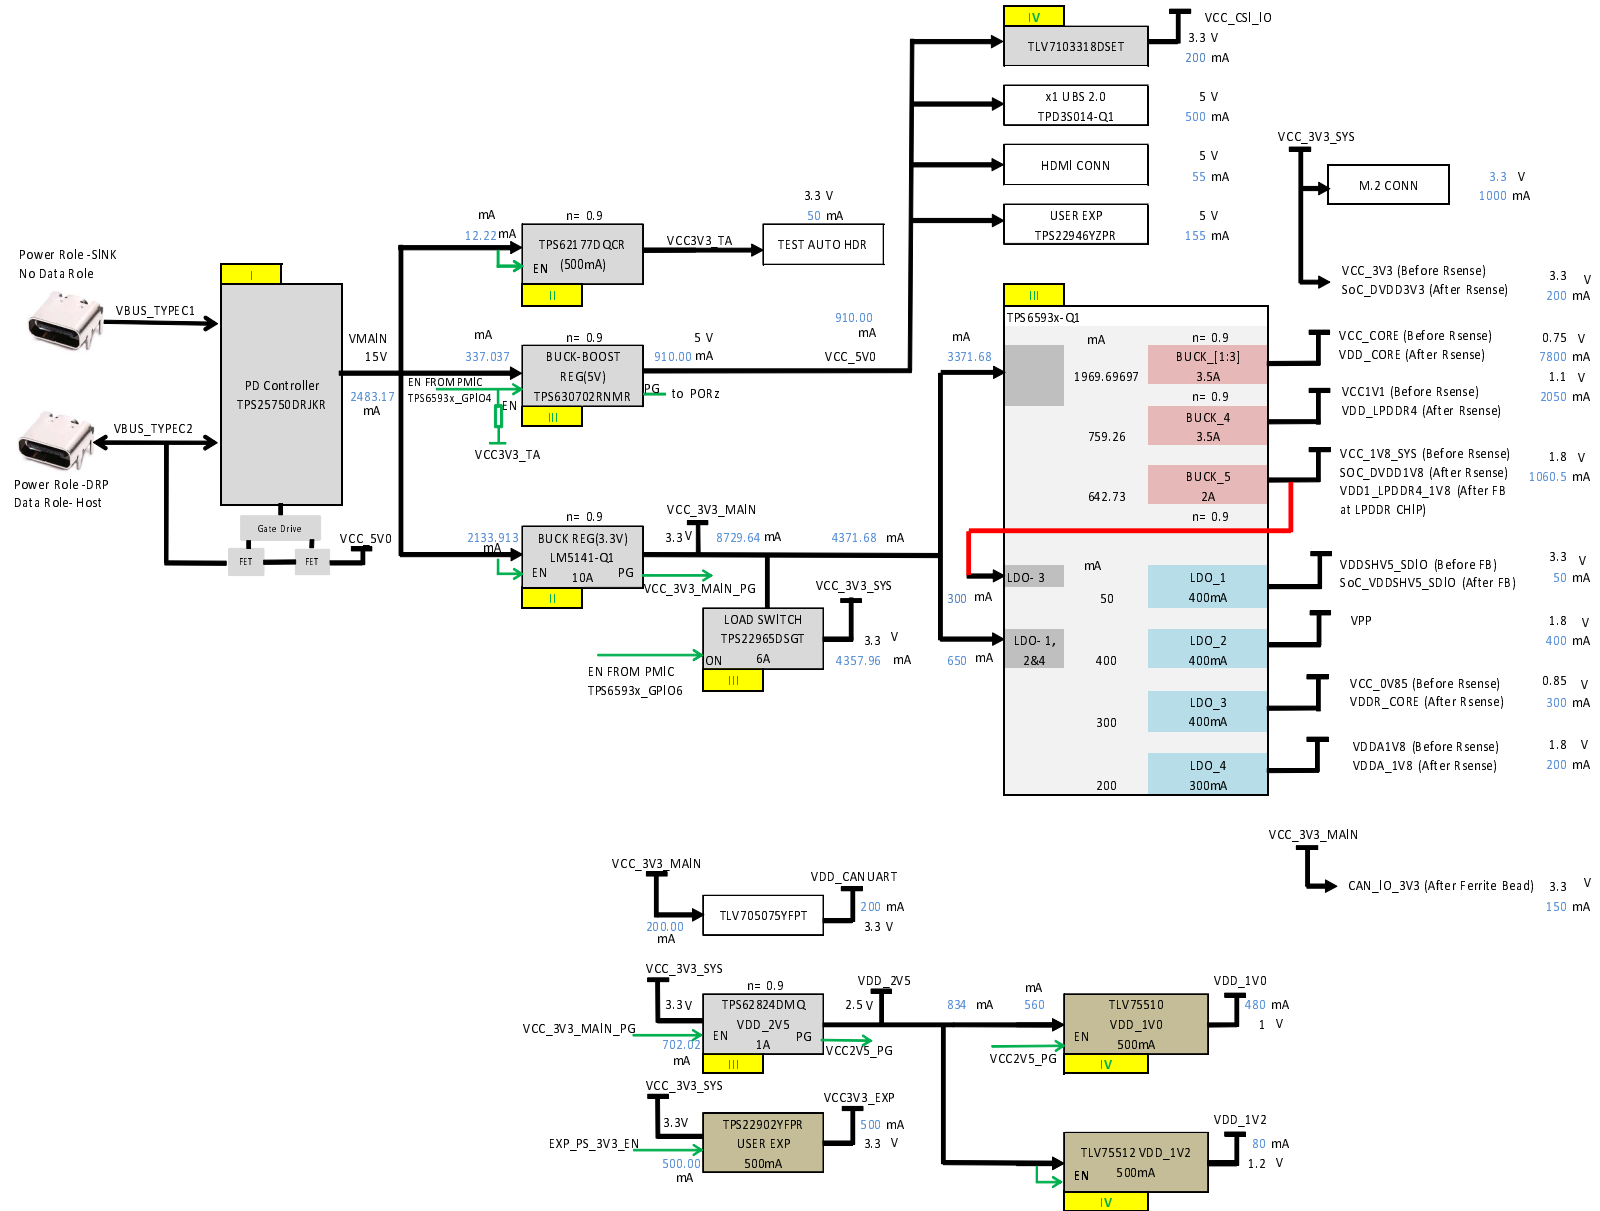 IV
TLV7103318DSET
VCC_CSI_IO
3.3 V
200 mA
x1 UBS 2.0
TPD3S014-Q1
5 V
500 mA
HDMI CONN
5 V
55 mA
USER EXP
TPS22946YZPR
5 V
155 mA
VCC_3V3_SYS
M.2 CONN
3.3 V
1000 mA
VCC_3V3 (Before Rsense)
SoC_DVDD3V3 (After Rsense)
3.3 V
200 mA
Power Role -SINK
No Data Role
VBUS_TYPEC1
I
PD Controller
TPS25750DRJKR
VBUS_TYPEC2
Power Role -DRP
Data Role- Host
Gate Drive
FET
FET
VCC_5V0
VMAIN
15V
2483.17
mA
mA
12.22 mA
n= 0.9
TPS62177DQCR
(500mA)
EN
II
VCC3V3_TA
3.3 V
50 mA
TEST AUTO HDR
mA
337.037
n= 0.9
BUCK-BOOST
REG(5V)
TPS630702RNMR
III
EN FROM PMIC
TPS6593x_GPIO4
EN
VCC3V3_TA
5 V
910.00 mA
PG
to PORz
910.00
mA
VCC_5V0
2133.913
mA
n= 0.9
BUCK REG(3.3V)
LM5141-Q1
EN
10A
PG
II
VCC_3V3_MAIN
3.3 V
8729.64 mA
4371.68 mA
VCC_3V3_MAIN_PG
LOAD SWITCH
TPS22965DSGT
6A
ON
III
EN FROM PMIC
TPS6593x_GPIO6
VCC_3V3_SYS
3.3 V
4357.96 mA
III
TPS6593x-Q1
mA
3371.68
mA
1969.69697
n= 0.9
BUCK_[1:3]
3.5A
n= 0.9
BUCK_4
3.5A
759.26
BUCK_5
2A
642.73
n= 0.9
LDO- 3
300 mA
mA
LDO_1
400mA
50
LDO- 1,
2&4
650 mA
LDO_2
400mA
400
LDO_3
400mA
300
LDO_4
300mA
200
VCC_CORE (Before Rsense)
VDD_CORE (After Rsense)
0.75 V
7800 mA
1.1 V
2050 mA
VCC1V1 (Before Rsense)
VDD_LPDDR4 (After Rsense)
VCC_1V8_SYS (Before Rsense)
SOC_DVDD1V8 (After Rsense)
VDD1_LPDDR4_1V8 (After FB
at LPDDR CHIP)
1.8 V
1060.5 mA
VDDSHV5_SDIO (Before FB)
SoC_VDDSHV5_SDIO (After FB)
3.3 V
50 mA
VPP
1.8 V
400 mA
VCC_0V85 (Before Rsense)
VDDR_CORE (After Rsense)
0.85 V
300 mA
VDDA1V8 (Before Rsense)
VDDA_1V8 (After Rsense)
1.8 V
200 mA
VCC_3V3_MAIN
CAN_IO_3V3 (After Ferrite Bead)
3.3 V
150 mA
VCC_3V3_MAIN
200.00
mA
TLV705075YFPT
VDD_CANUART
200 mA
3.3 V
VCC_3V3_SYS
3.3 V
n= 0.9
TPS62824DMQ
VDD_2V5
EN
PG
1A
III
VCC_3V3_MAIN_PG
702.02
mA
VDD_2V5
2.5 V
VCC2V5_PG
834 mA
mA
560
TLV75510
VDD_1V0
EN
500mA
IV
VCC2V5_PG
VDD_1V0
480 mA
1 V
VCC_3V3_SYS
3.3V
TPS22902YFPR
USER EXP
500mA
EXP_PS_3V3_EN
500.00
mA
VCC3V3_EXP
500 mA
3.3 V
TLV75512 VDD_1V2
500mA
EN
IV
VDD_1V2
80 mA
1.2 V